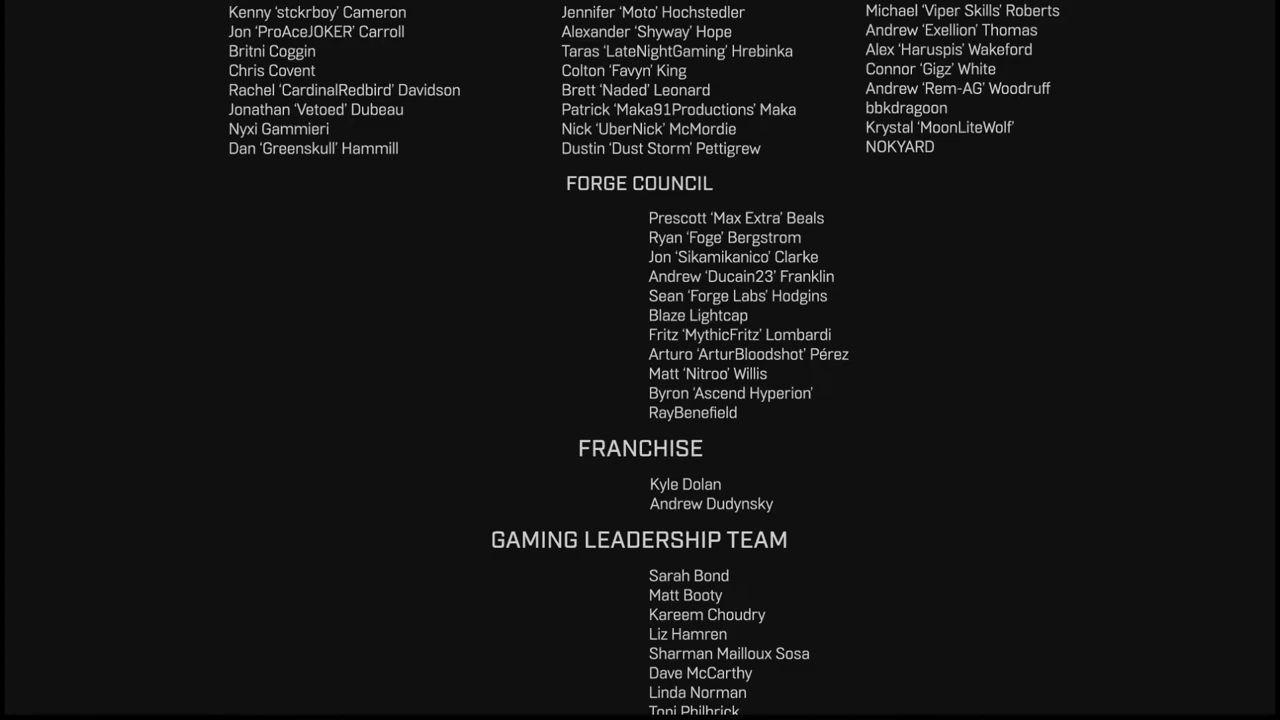 Kenny ‘stckrboy’ Cameron
Jon ‘ProAceJOKER’ Carroll
Britni Coggin
Chris Covent
Rachel ‘CardinalRedbird’ Davidson
Jonathan ‘Vetoed’ Dubeau
Nyxi Gammieri
Dan ‘Greenskull’ Hammill
Jennifer ‘Moto’ Hochstedler
Alexander ‘Shyway’ Hope
Taras ‘LateNightGaming’ Hrebinka
Colton ‘Favyn’ King
Brett ‘Naded’ Leonard
Patrick ‘Maka91Productions’ Maka
Nick ‘UberNick’ McMordie
Dustin ‘Dust Storm’ Pettigrew
Michael ‘Viper Skills’ Roberts
Andrew ‘Exellion’ Thomas
Alex ‘Haruspis’ Wakeford
Connor ‘Gigz’ White
Andrew ‘Rem-AG’ Woodruff
bbkdragoon
Krystal ‘MoonLiteWolf’
NOKYARD
FORGE COUNCIL
Prescott ‘Max Extra’ Beals
Ryan ‘Foge’ Bergstrom
Jon ‘Sikamikanico’ Clarke
Andrew ‘Ducain23’ Franklin
Sean ‘Forge Labs’ Hodgins
Blaze Lightcap
Fritz ‘MythicFritz’ Lombardi
Arturo ‘ArturBloodshot’ Pérez
Matt ‘Nitroo’ Willis
Byron ‘Ascend Hyperion’
RayBenefield
FRANCHISE
Kyle Dolan
Andrew Dudynsky
GAMING LEADERSHIP TEAM
Sarah Bond
Matt Booty
Kareem Choudry
Liz Hamren
Sharman Mailloux Sosa
Dave McCarthy
Linda Norman
Toni Philbrick